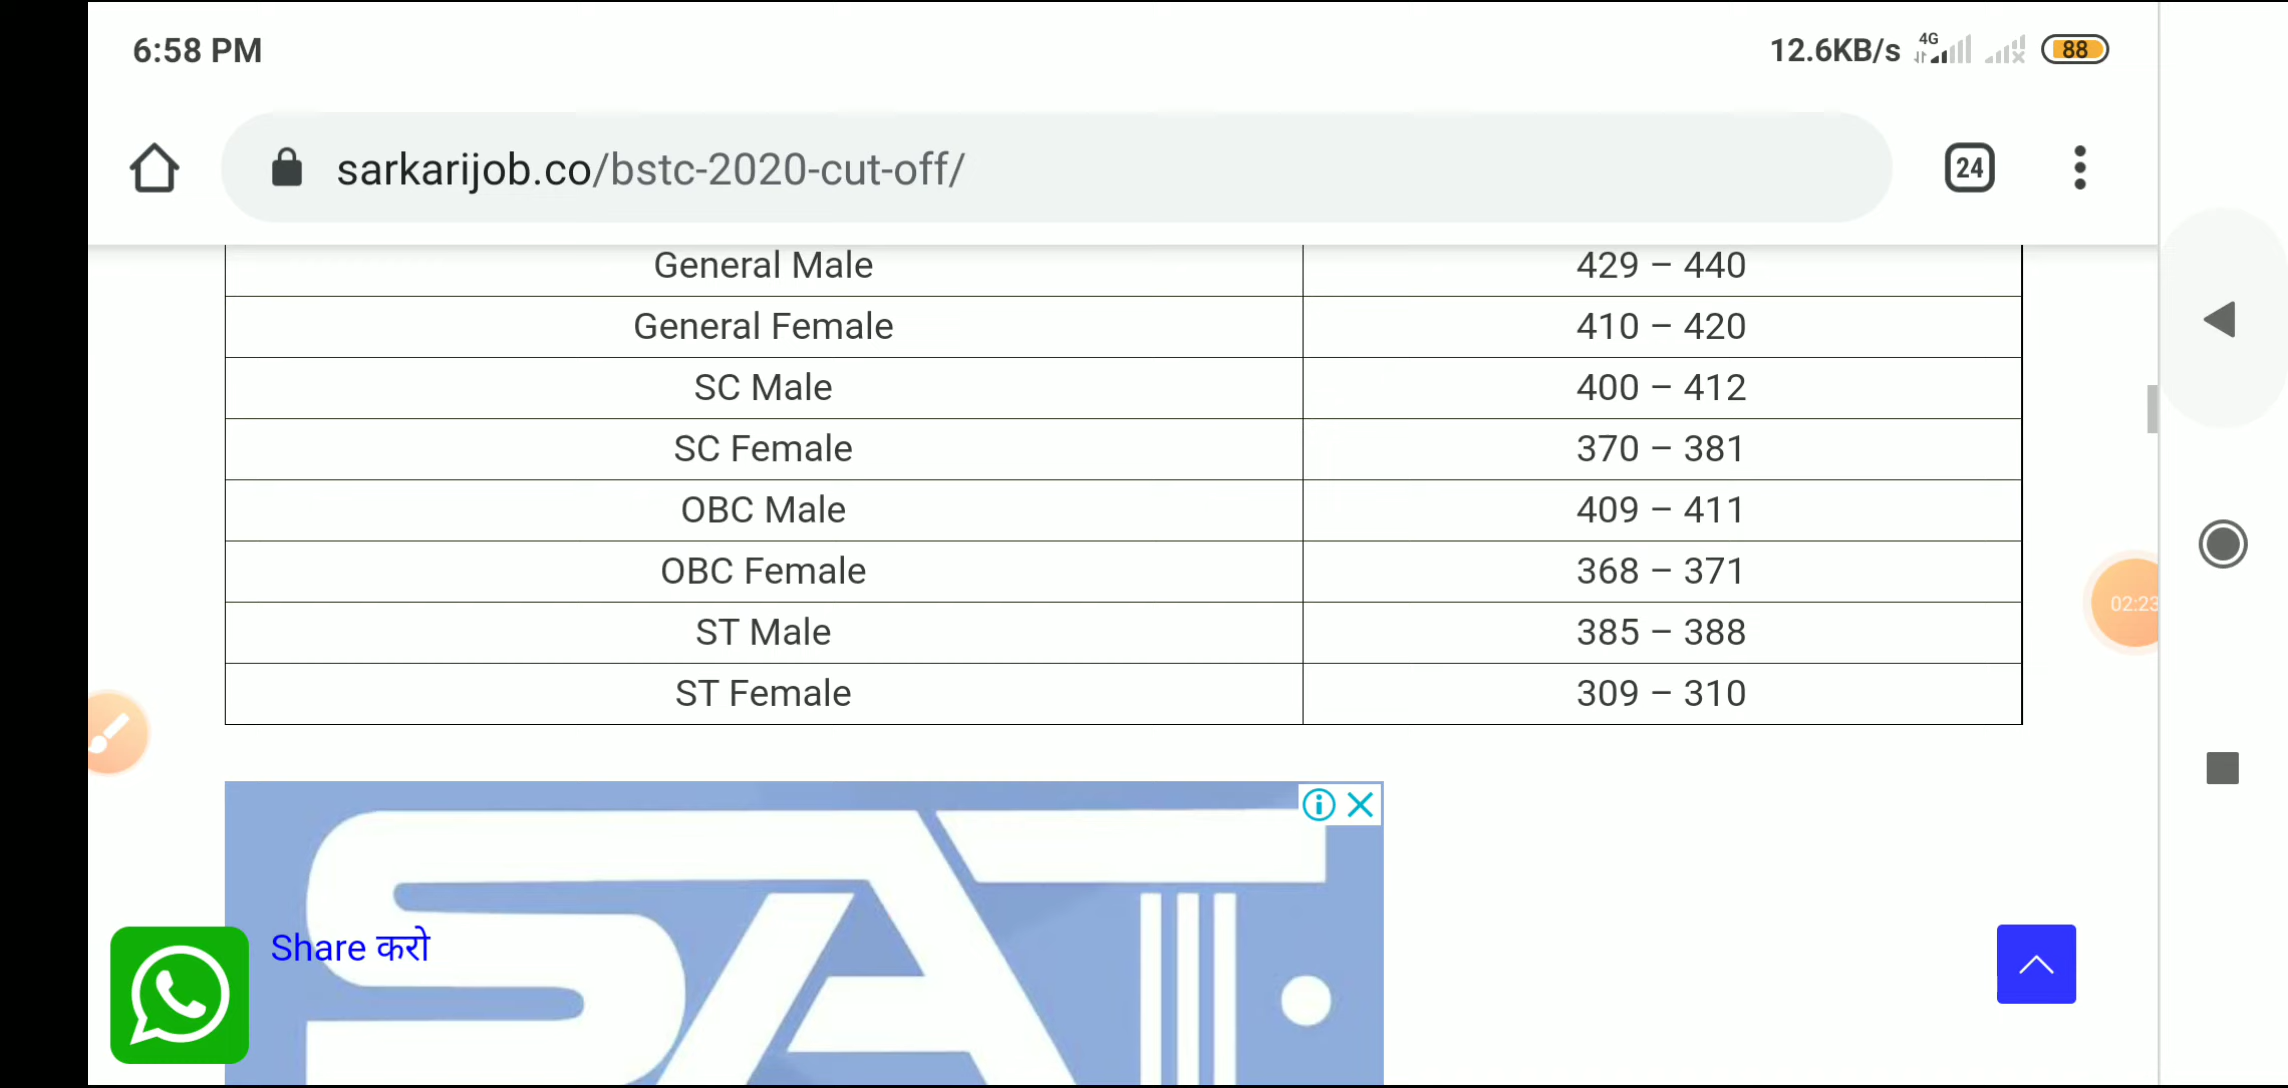 6:58 PM
12.6KB/s 4G 88
sarkarijob.co/bstc-2020-cut-off/
24
General Male 429 – 440
General Female 410 – 420
SC Male 400 – 412
SC Female 370 – 381
OBC Male 409 – 411
OBC Female 368 – 371
02:23
ST Male 385 – 388
ST Female 309 – 310
Share करो